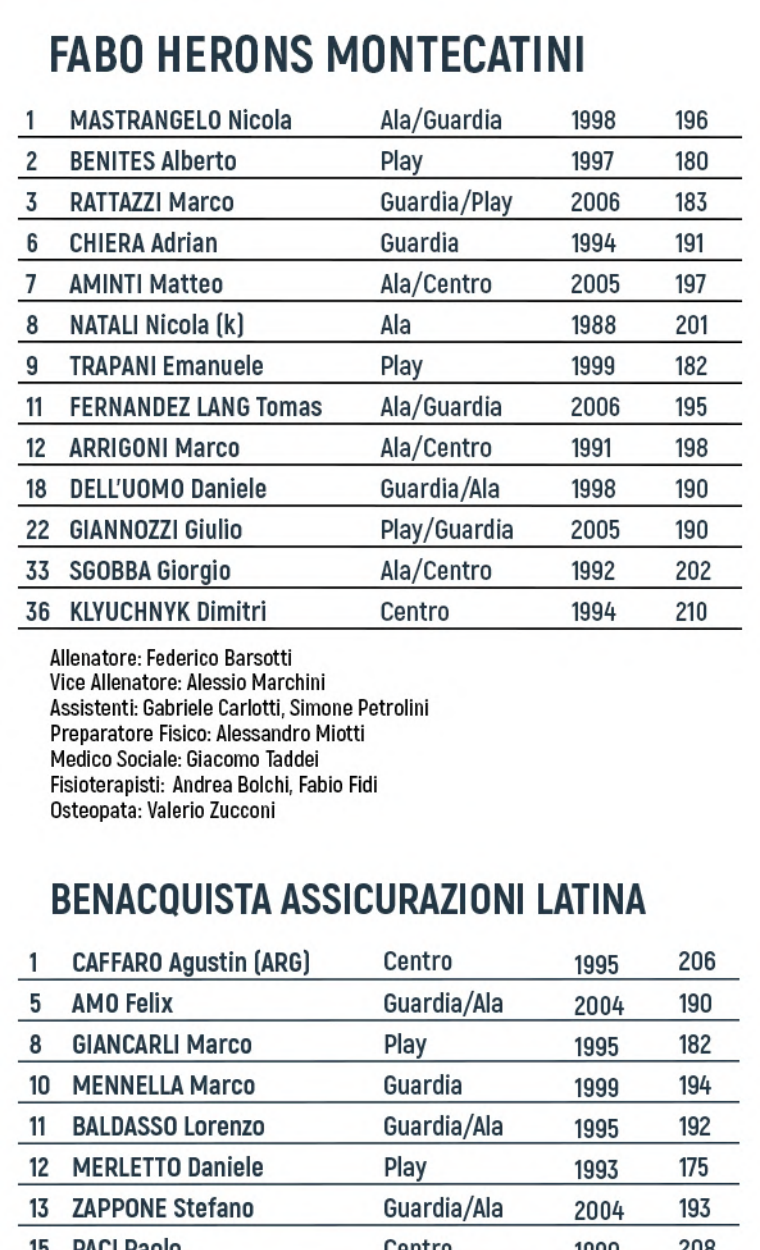 FABO HERONS MONTECATINI
1 MASTRANGELO Nicola Ala/Guardia 1998 196
2 BENITES Alberto Play 1997 180
3 RATTAZZI Marco Guardia/Play 2006 183
6 CHIERA Adrian Guardia 1994 191
7 AMINTI Matteo Ala/Centro 2005 197
8 NATALI Nicola (k) Ala 1988 201
9 TRAPANI Emanuele Play 1999 182
11 FERNANDEZ LANG Tomas Ala/Guardia 2006 195
12 ARRIGONI Marco Ala/Centro 1991 198
18 DELL'UOMO Daniele Guardia/Ala 1998 190
22 GIANNOZZI Giulio Play/Guardia 2005 190
33 SGOBBA Giorgio Ala/Centro 1992 202
36 KLYUCHNYK Dimitri Centro 1994 210
Allenatore: Federico Barsotti
Vice Allenatore: Alessio Marchini
Assistenti: Gabriele Carlotti, Simone Petrolini
Preparatore Fisico: Alessandro Miotti
Medico Sociale: Giacomo Taddei
Fisioterapisti: Andrea Bolchi, Fabio Fidi
Osteopata: Valerio Zucconi
BENACQUISTA ASSICURAZIONI LATINA
1 CAFFARO Agustin (ARG) Centro 1995 206
5 AMO Felix Guardia/Ala 2004 190
8 GIANCARLI Marco Play 1995 182
10 MENNELLA Marco Guardia 1999 194
11 BALDASSO Lorenzo Guardia/Ala 1995 192
12 MERLETTO Daniele Play 1993 175
13 ZAPPONE Stefano Guardia/Ala 2004 193
15 PACI Paolo Centro 208